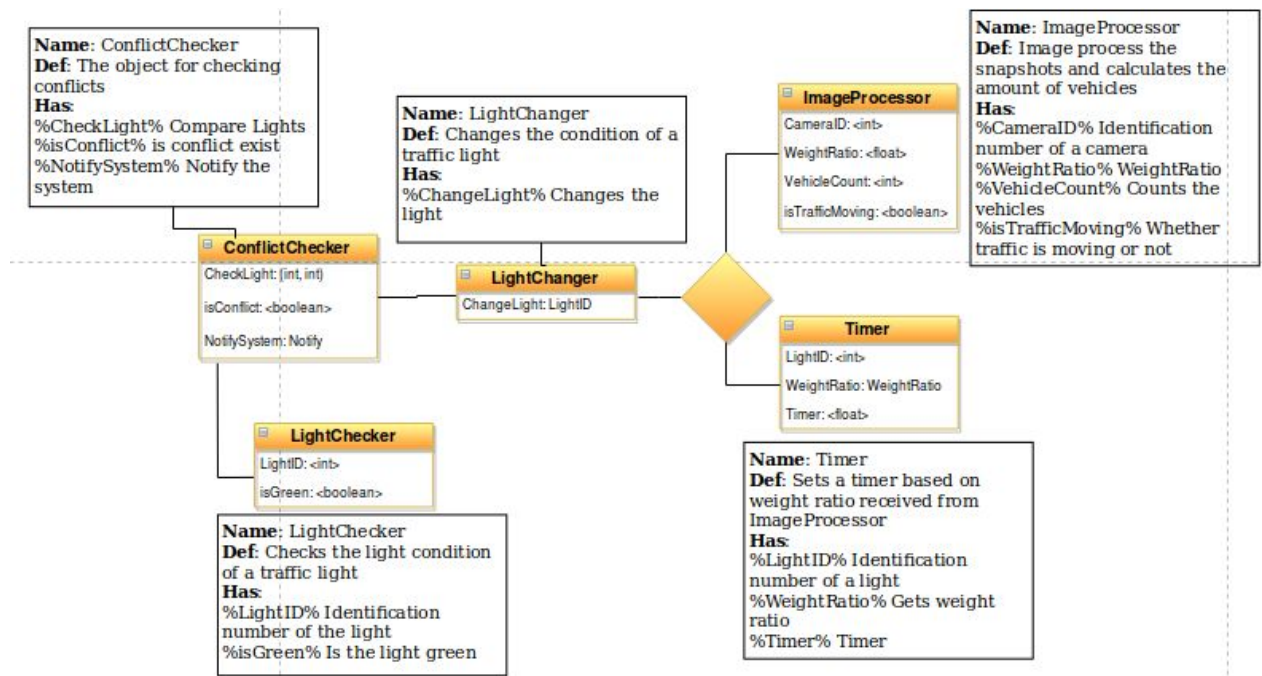 Name: ConflictChecker
Def: The object for checking
conflicts
Has:
%CheckLight% Compare Lights
%isConflict% is conflict exist
%NotifySystem% Notify the
system
Name: LightChanger
Def: Changes the condition of a
traffic light
Has:
%ChangeLight% Changes the
light
ImageProcessor
CameraID: <int>
WeightRatio: <float>
VehicleCount: <int>
isTrafficMoving: <boolean>
Name: ImageProcessor
Def: Image process the
snapshots and calculates the
amount of vehicles
Has:
%CameraID% Identification
number of a camera
%WeightRatio% WeightRatio
%VehicleCount% Counts the
vehicles
%isTrafficMoving% Whether
traffic is moving or not
ConflictChecker
CheckLight: (int, int)
isConflict: <boolean>
NotifySystem: Notify
LightChanger
ChangeLight: LightID
Timer
LightID: <int>
WeightRatio: WeightRatio
Timer: <float>
LightChecker
LightID: <int>
isGreen: <boolean>
Name: LightChecker
Def: Checks the light condition
of a traffic light
Has:
%LightID% Identification
number of the light
%isGreen% Is the light green
Name: Timer
Def: Sets a timer based on
weight ratio received from
ImageProcessor
Has:
%LightID% Identification
number of a light
%WeightRatio% Gets weight
ratio
%Timer% Timer